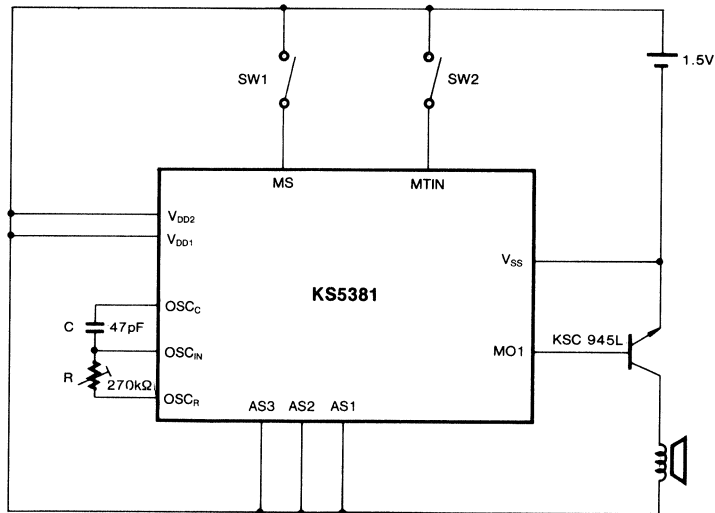 SW1
SW2
1.5V
MS
MTIN
VDD2
VDD1
VSS
OSCC
KS5381
C 47pF
OSCIN
MO1
KSC 945L
R 270kΩ
OSCR
AS3 AS2 AS1